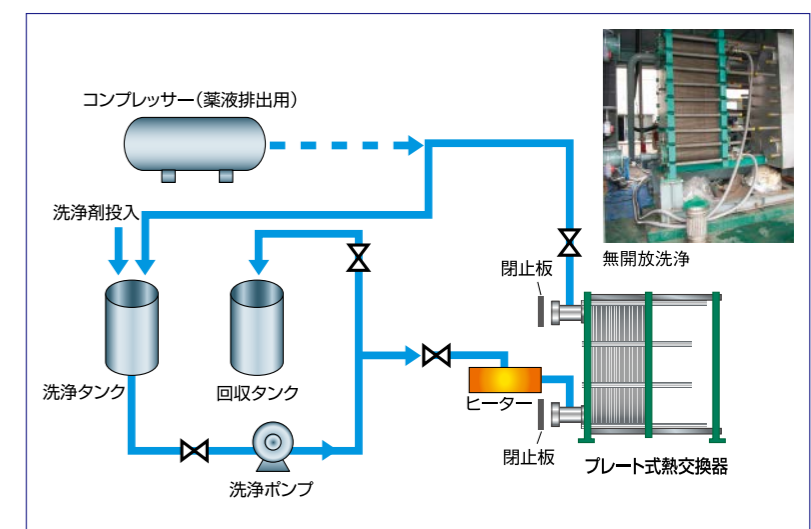 コンプレッサー(薬液排出用)
洗浄剤投入
無開放洗浄
閉止板
洗浄タンク
回収タンク
ヒーター
洗浄ポンプ
閉止板
プレート式熱交換器